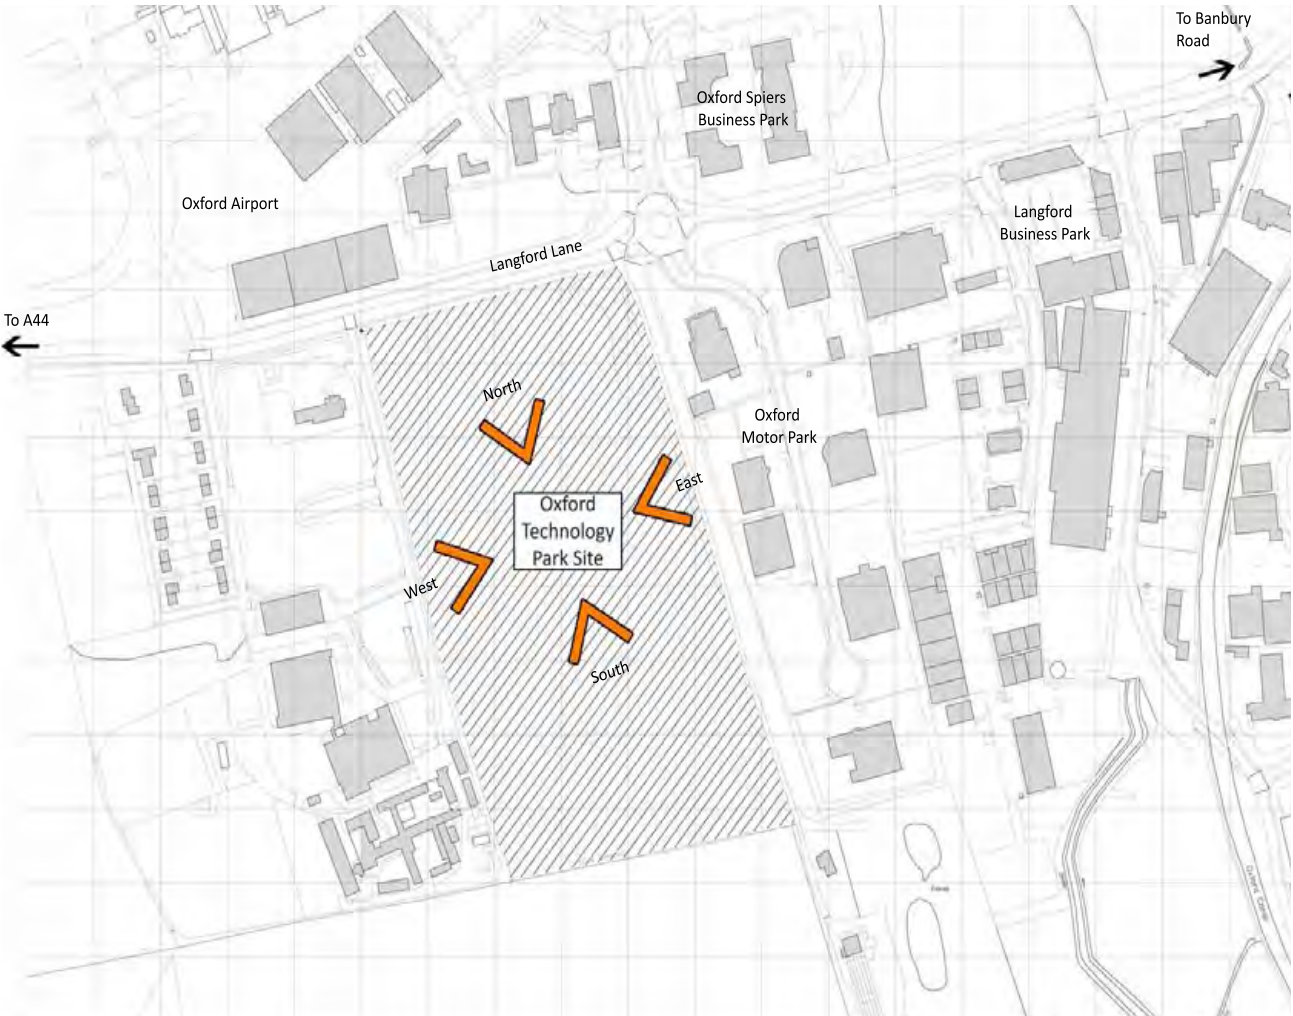 To Banbury
Road
Oxford Spiers
Business Park
Oxford Airport
Langford
Business Park
Langford Lane
To A44
North
Oxford
Motor Park
East
Oxford
Technology
Park Site
West
South